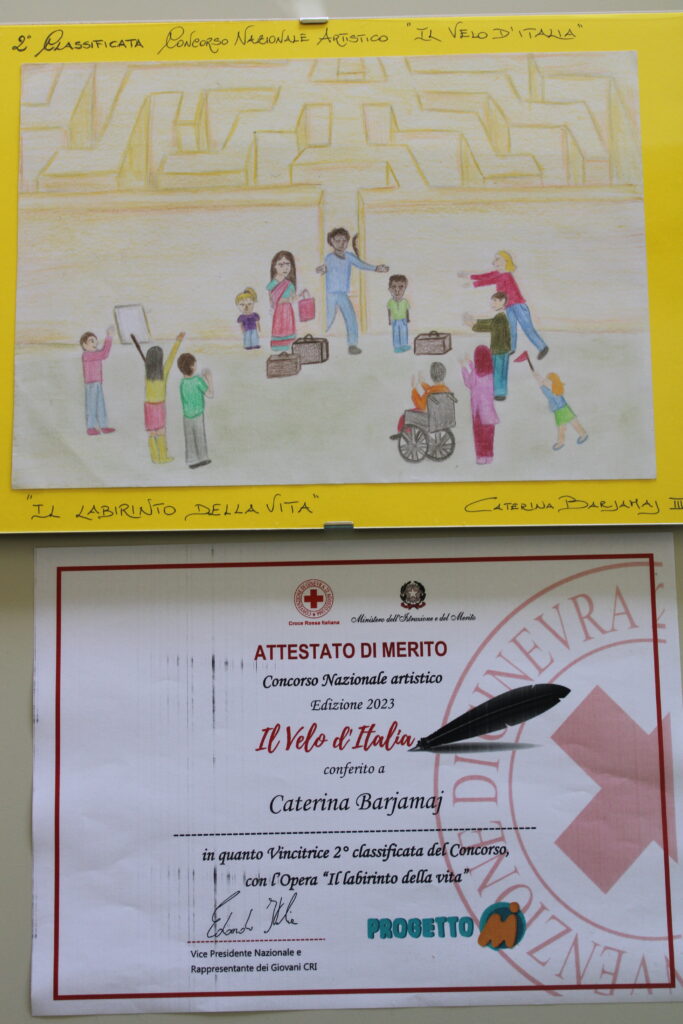 2° CLASSIFICATA CONCORSO NAZIONALE ARTISTICO "IL VELO D'ITALIA"
"IL LABIRINTO DELLA VITA"
CATERINA BARJAMAJ III
Croce Rossa Italiana
Ministero dell'Istruzione e del Merito
ATTESTATO DI MERITO
Concorso Nazionale artistico
Edizione 2023
Il Velo d'Italia
conferito a
Caterina Barjamaj
in quanto Vincitrice 2° classificata del Concorso,
con l'Opera "Il labirinto della vita"
PROGETTO Mi
Vice Presidente Nazionale e
Rappresentante dei Giovani CRI
DI GINEVRA